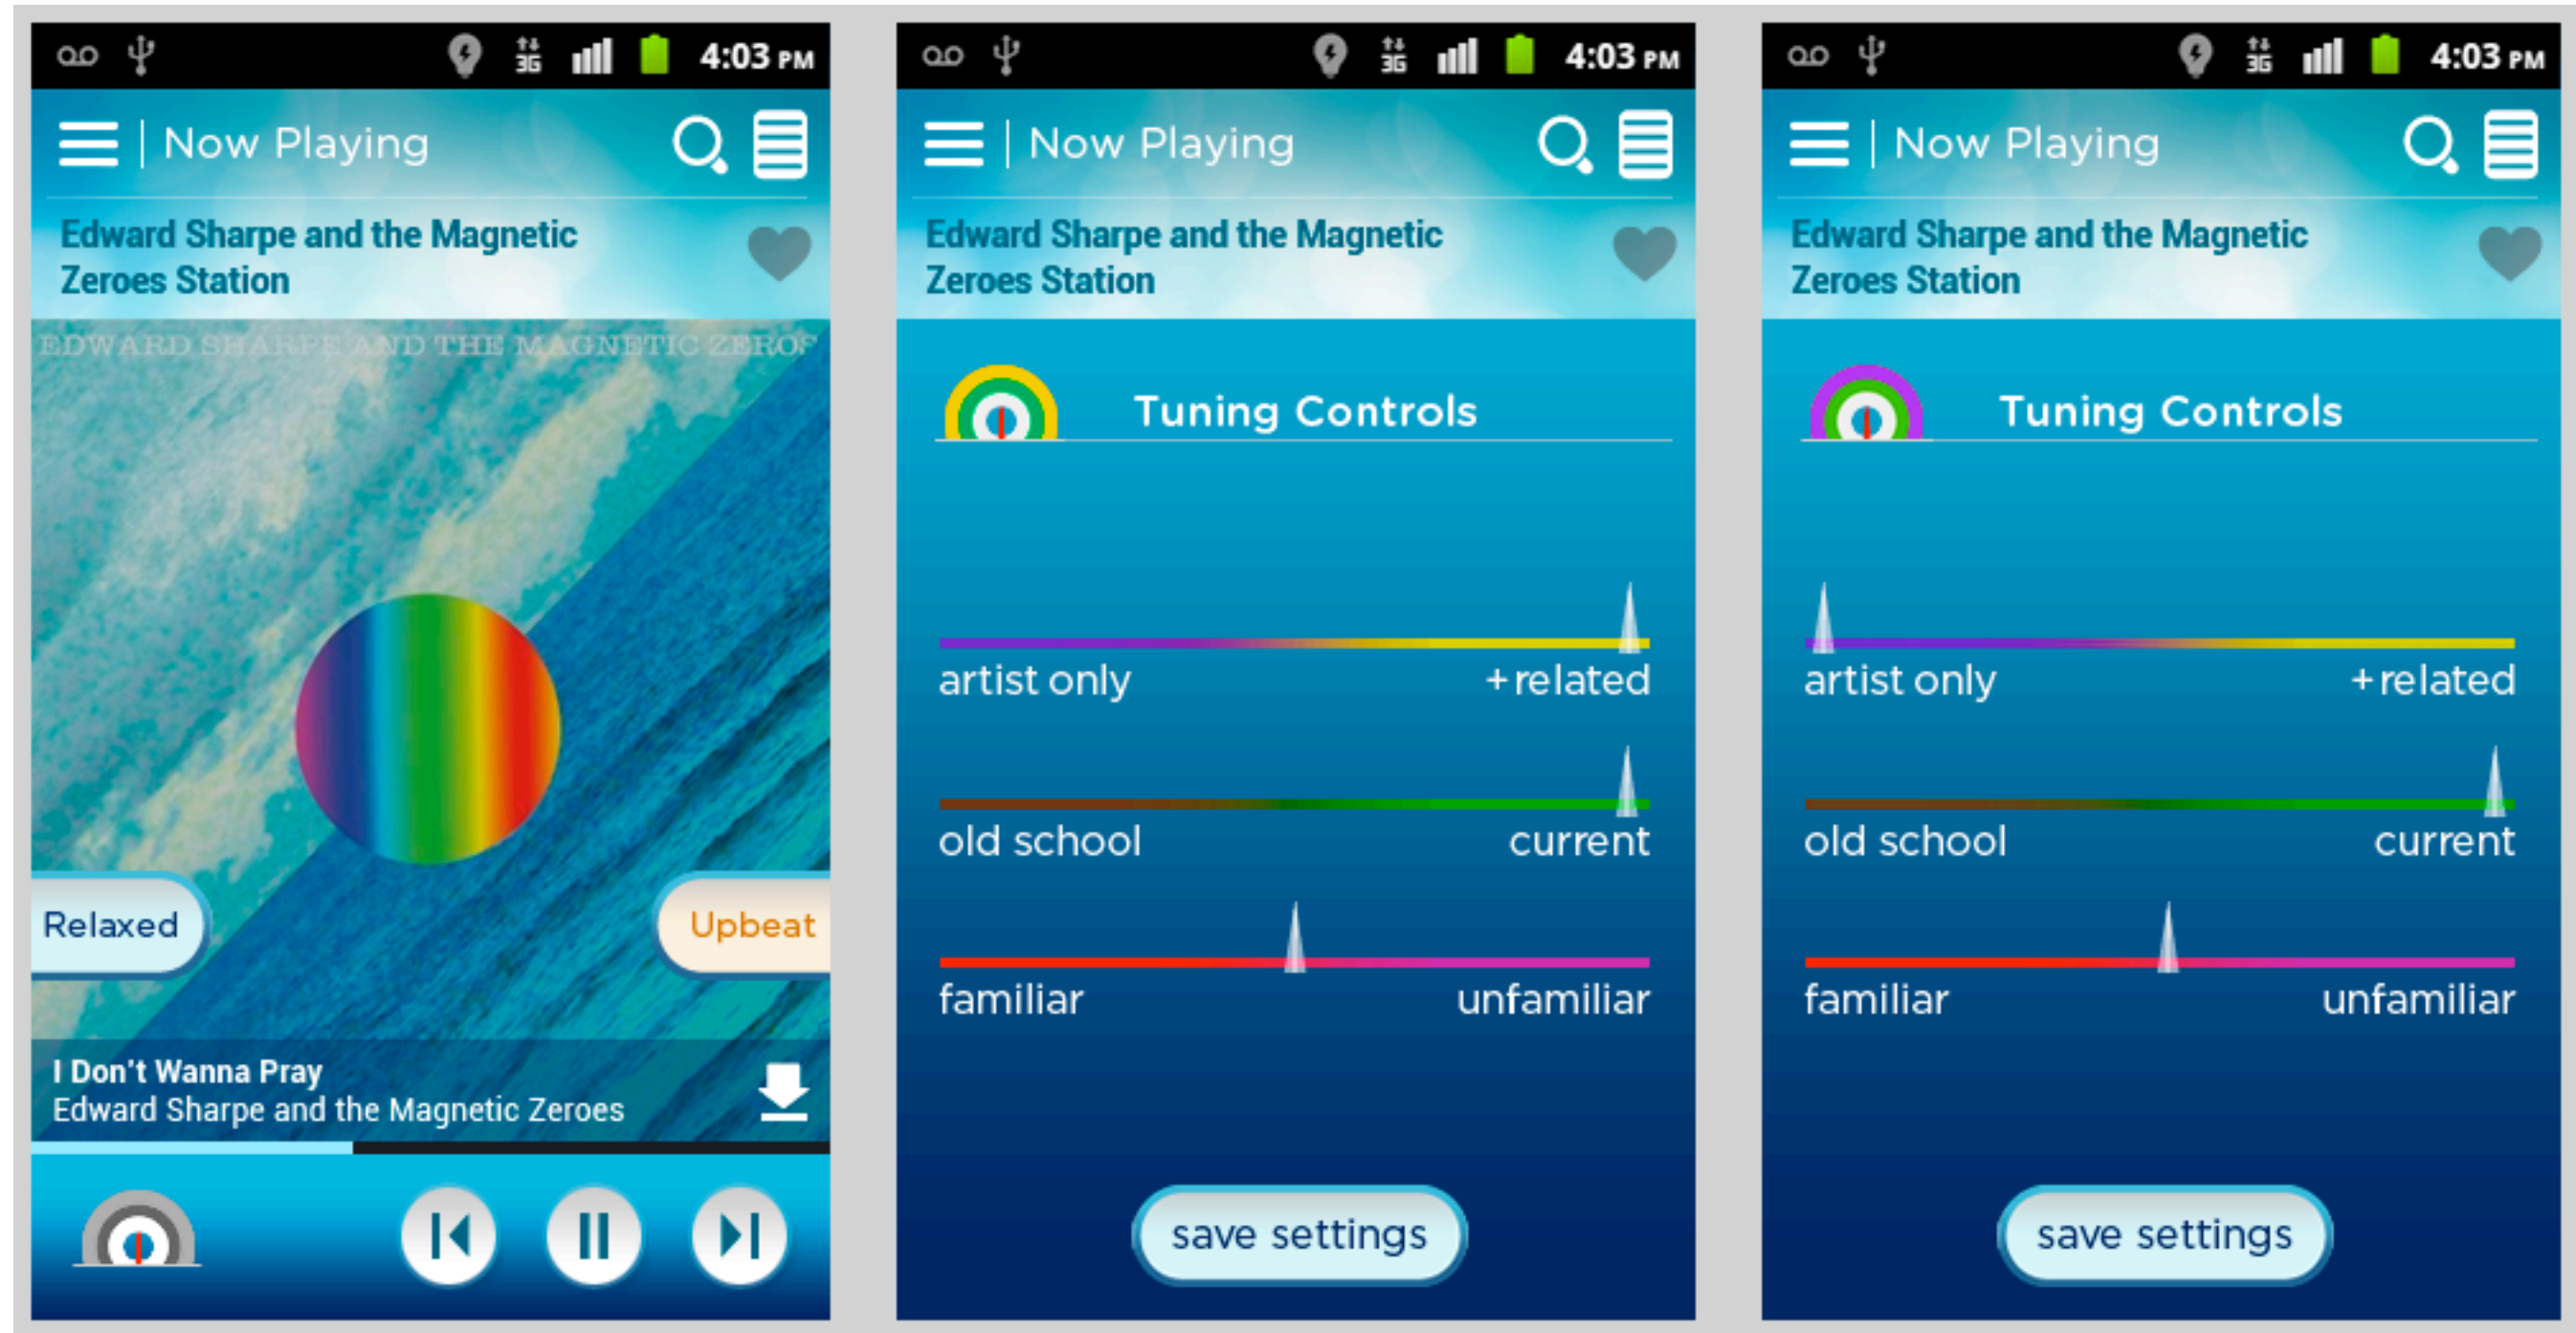 3G 4:03 PM
Now Playing
Edward Sharpe and the Magnetic
Zeroes Station
EDWARD SHARPE AND THE MAGNETIC ZEROS
Relaxed
Upbeat
I Don't Wanna Pray
Edward Sharpe and the Magnetic Zeroes
3G 4:03 PM
Now Playing
Edward Sharpe and the Magnetic
Zeroes Station
Tuning Controls
artist only +related
old school current
familiar unfamiliar
save settings
3G 4:03 PM
Now Playing
Edward Sharpe and the Magnetic
Zeroes Station
Tuning Controls
artist only +related
old school current
familiar unfamiliar
save settings